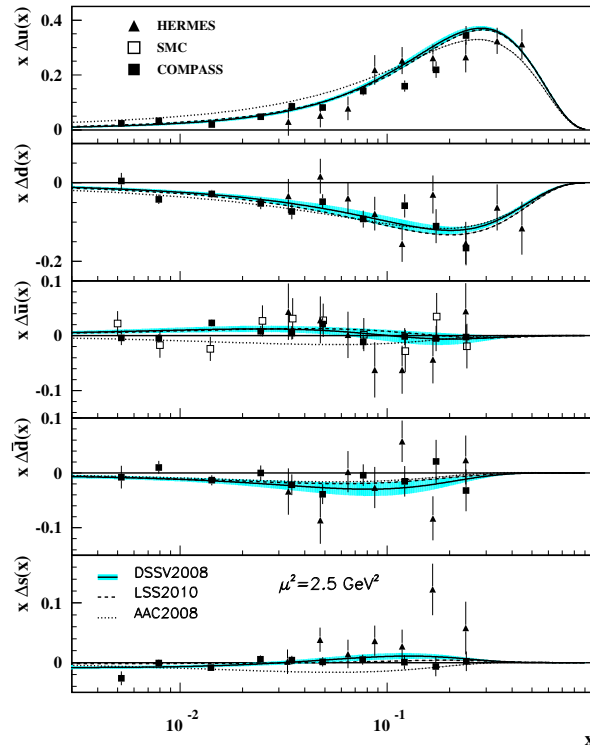 x Δu(x)
0.4
0.2
0
▲ HERMES
□ SMC
■ COMPASS
x Δd(x)
0
-0.2
x Δū(x)
0.1
0
-0.1
x Δd̄(x)
0.1
0
-0.1
x Δs(x)
0.1
0
DSSV2008
LSS2010
AAC2008
μ²=2.5 GeV²
10⁻²
10⁻¹
x